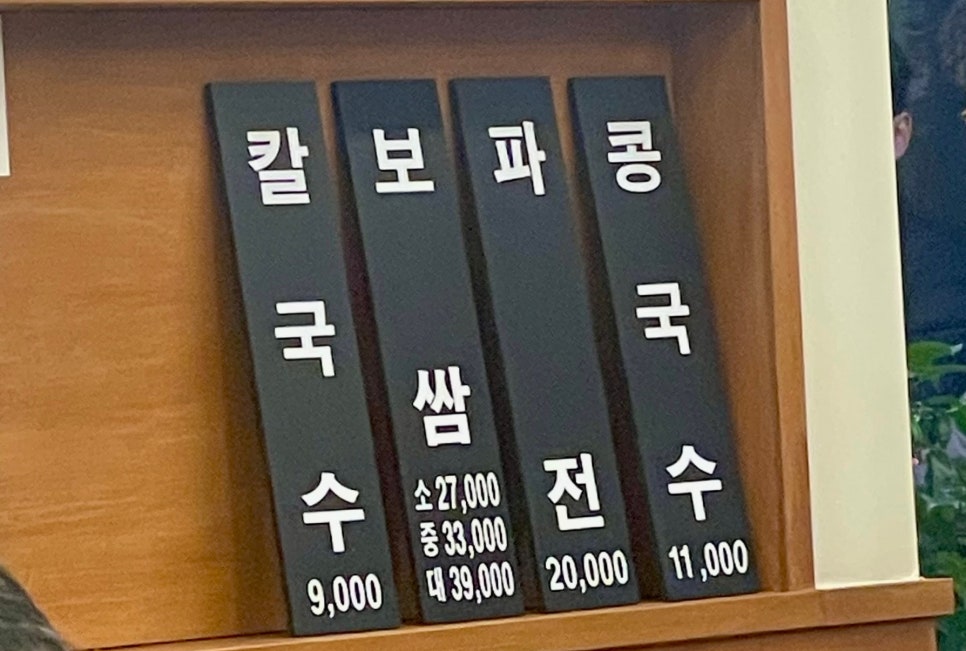 칼국수
9,000
보쌈
소 27,000
중 33,000
대 39,000
파전
20,000
콩국수
11,000